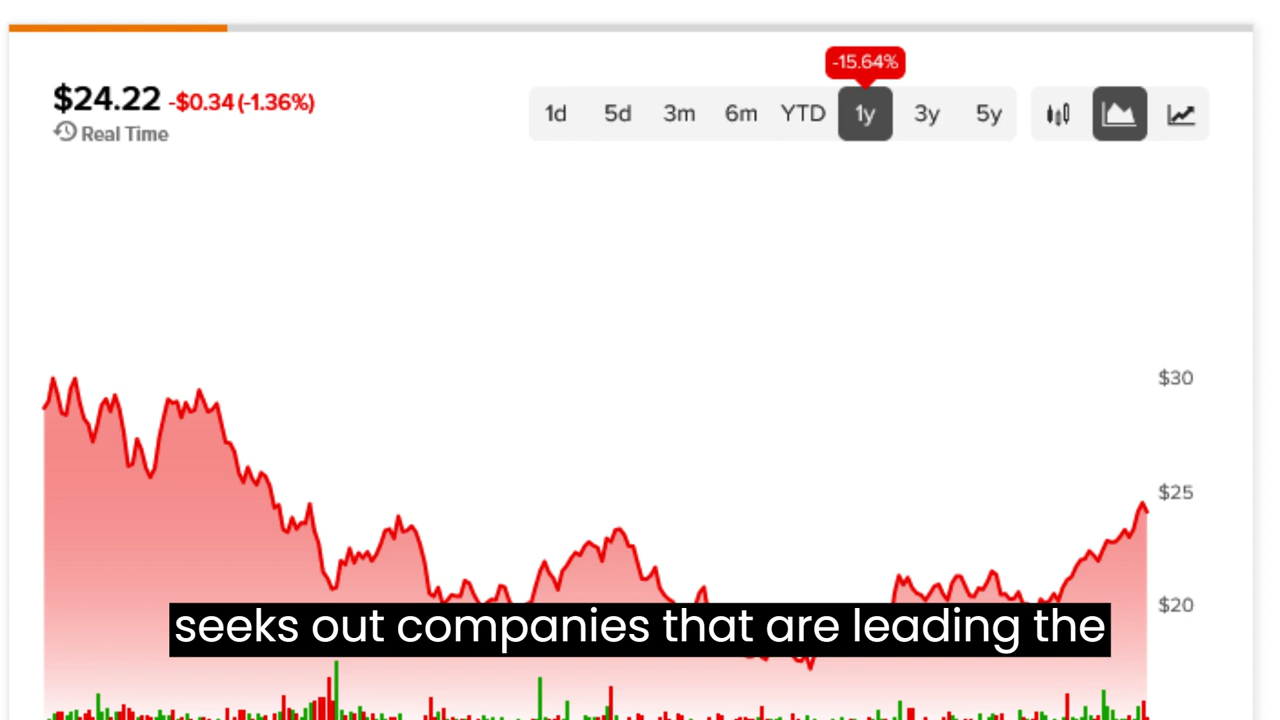 -15.64%
$24.22 -$0.34 (-1.36%)
1d 5d 3m 6m YTD 1y 3y 5y
Real Time
$30
$25
$20
seeks out companies that are leading the